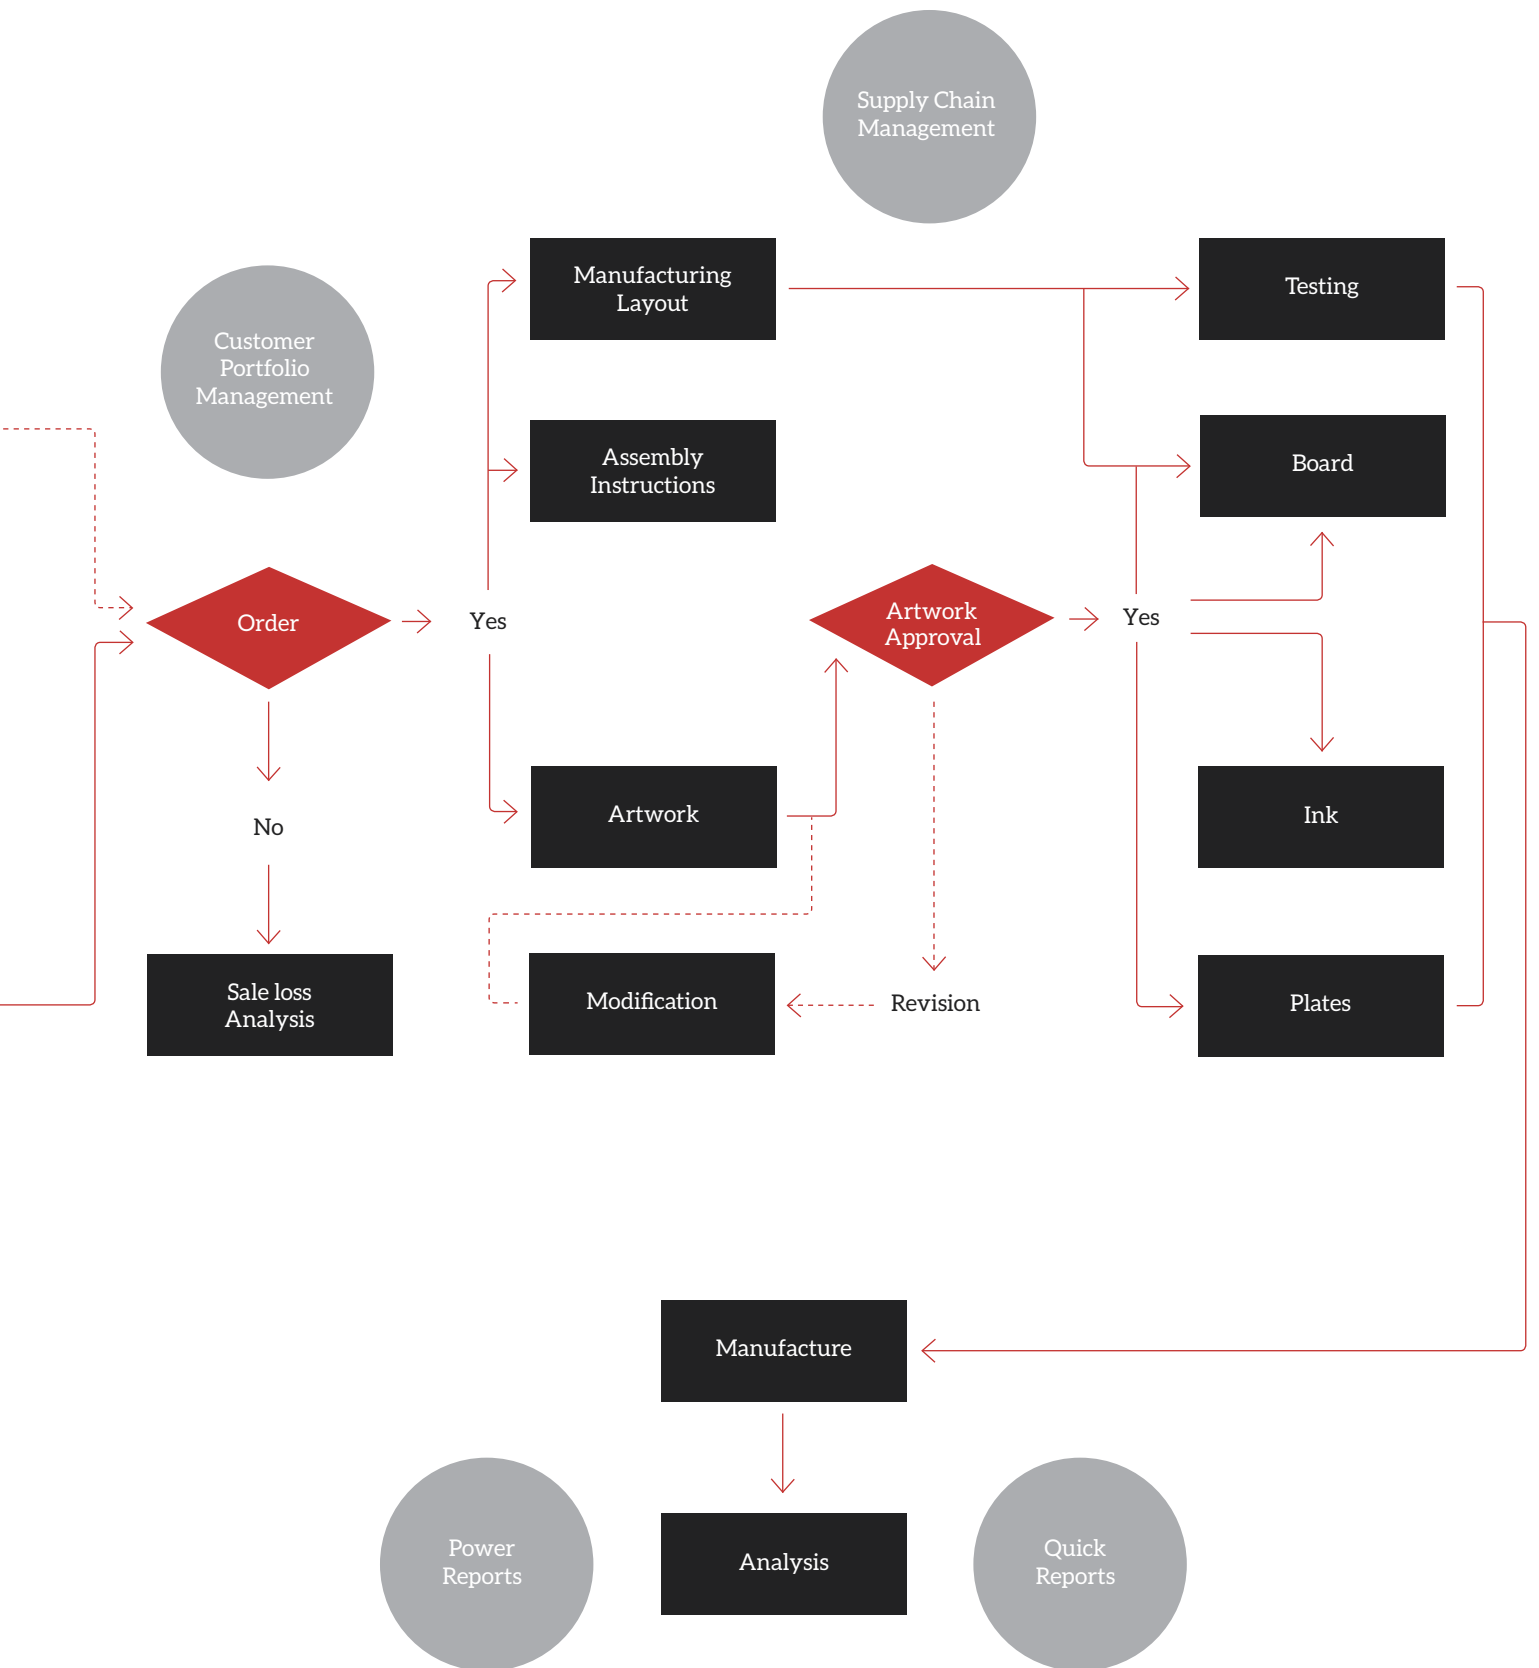 Supply Chain
Management
Manufacturing
Layout
Testing
Customer
Portfolio
Management
Assembly
Instructions
Board
Order
Yes
Artwork
Approval
Yes
No
Artwork
Ink
Sale loss
Analysis
Modification
Revision
Plates
Manufacture
Power
Reports
Analysis
Quick
Reports